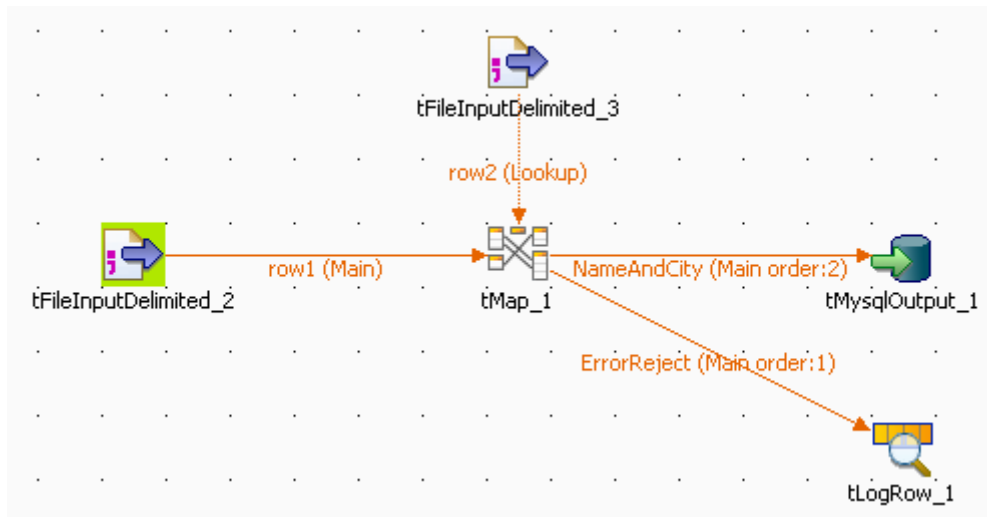 tFileInputDelimited_3
row2 (Lookup)
row1 (Main)
NameAndCity (Main order:2)
tFileInputDelimited_2
tMap_1
tMysqlOutput_1
ErrorReject (Main order:1)
tLogRow_1